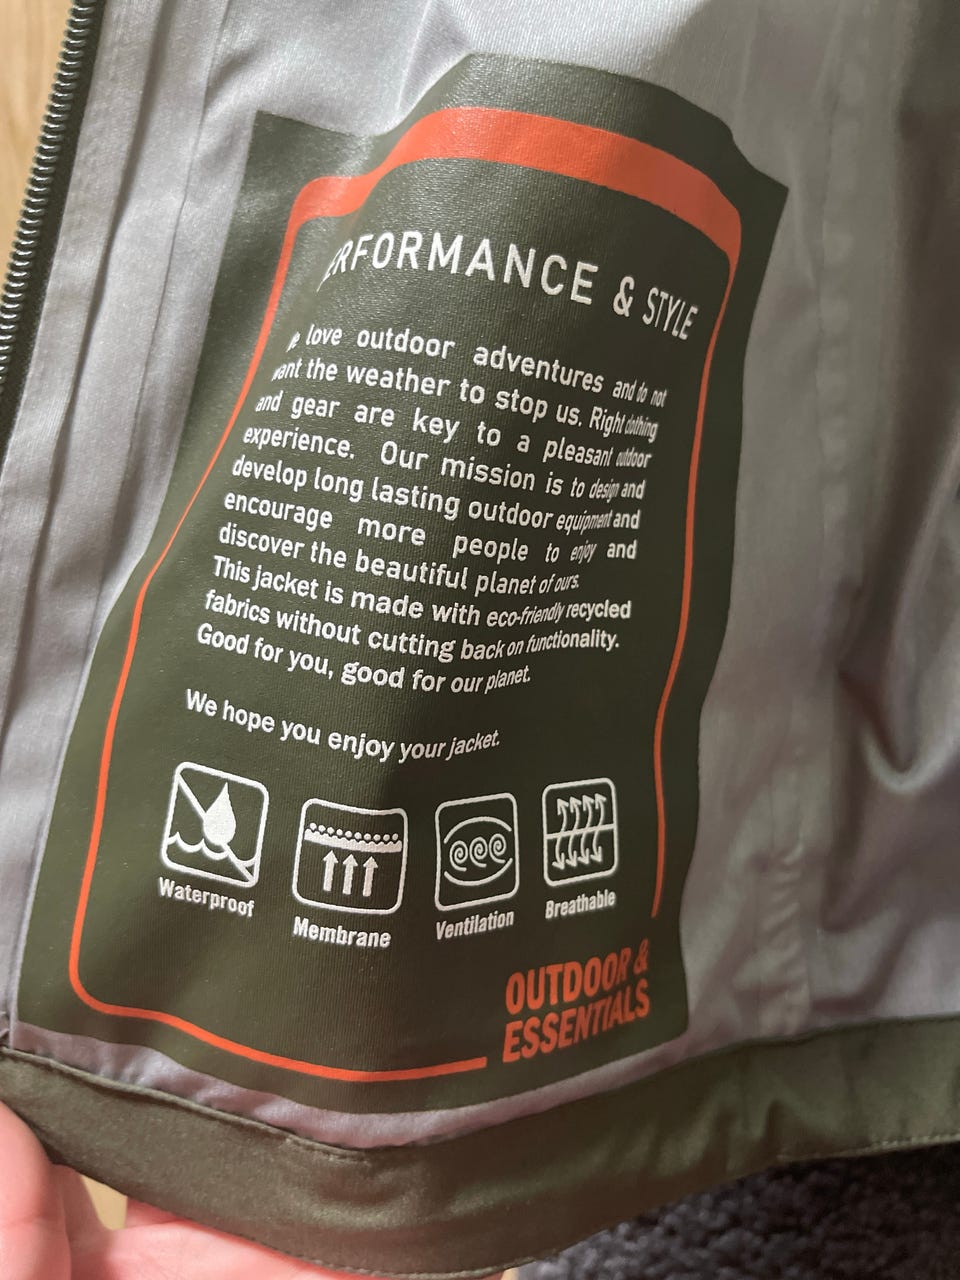 PERFORMANCE & STYLE
We love outdoor adventures and do not
want the weather to stop us. Right clothing
and gear are key to a pleasant outdoor
experience. Our mission is to design and
develop long lasting outdoor equipment and
encourage more people to enjoy and
discover the beautiful planet of ours.
This jacket is made with eco-friendly recycled
fabrics without cutting back on functionality.
Good for you, good for our planet.
We hope you enjoy your jacket.
Waterproof
Membrane
Ventilation
Breathable
OUTDOOR &
ESSENTIALS